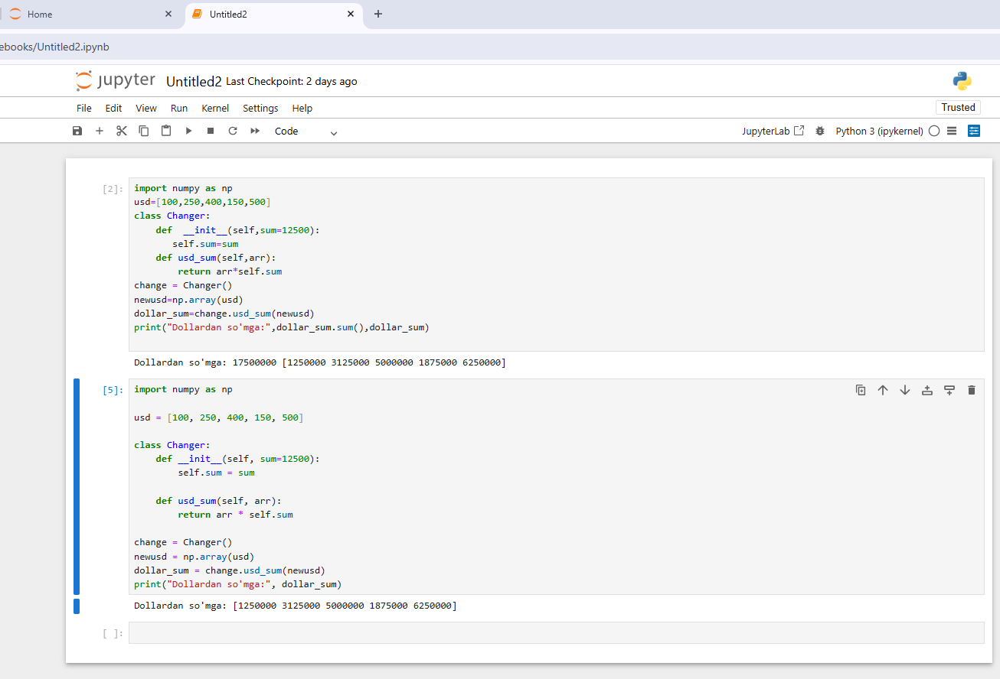 Home
Untitled2
ebooks/Untitled2.ipynb
jupyter Untitled2 Last Checkpoint: 2 days ago
File Edit View Run Kernel Settings Help
Trusted
Code
JupyterLab
Python 3 (ipykernel)
[2]:
import numpy as np
usd=[100,250,400,150,500]
class Changer:
    def  __init__(self,sum=12500):
       self.sum=sum
    def usd_sum(self,arr):
        return arr*self.sum
change = Changer()
newusd=np.array(usd)
dollar_sum=change.usd_sum(newusd)
print("Dollardan so'mga:",dollar_sum.sum(),dollar_sum)
Dollardan so'mga: 17500000 [1250000 3125000 5000000 1875000 6250000]
[5]:
import numpy as np
usd = [100, 250, 400, 150, 500]
class Changer:
    def __init__(self, sum=12500):
        self.sum = sum
    def usd_sum(self, arr):
        return arr * self.sum
change = Changer()
newusd = np.array(usd)
dollar_sum = change.usd_sum(newusd)
print("Dollardan so'mga:", dollar_sum)
Dollardan so'mga: [1250000 3125000 5000000 1875000 6250000]
[ ]: